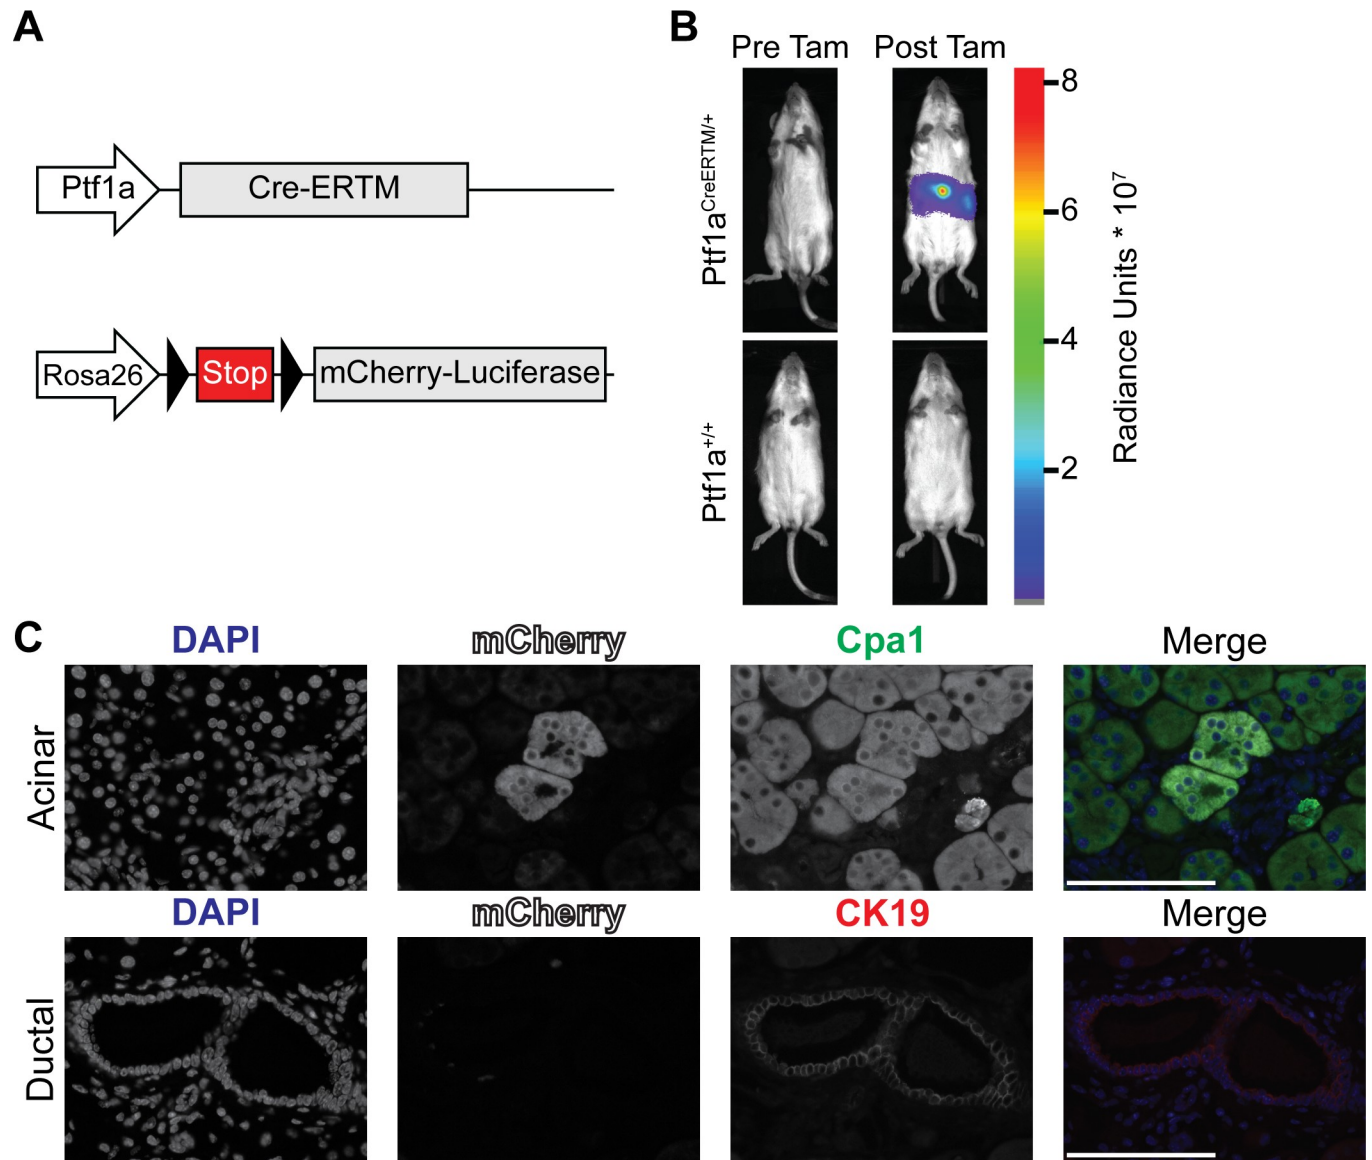 A
Ptf1a
Cre-ERTM
Rosa26
Stop
mCherry-Luciferase
B
Pre Tam
Post Tam
Ptf1a^CreERTM/+
Ptf1a^+/+
8
6
4
2
Radiance Units * 10^7
C
DAPI
mCherry
Cpa1
Merge
Acinar
DAPI
mCherry
CK19
Merge
Ductal